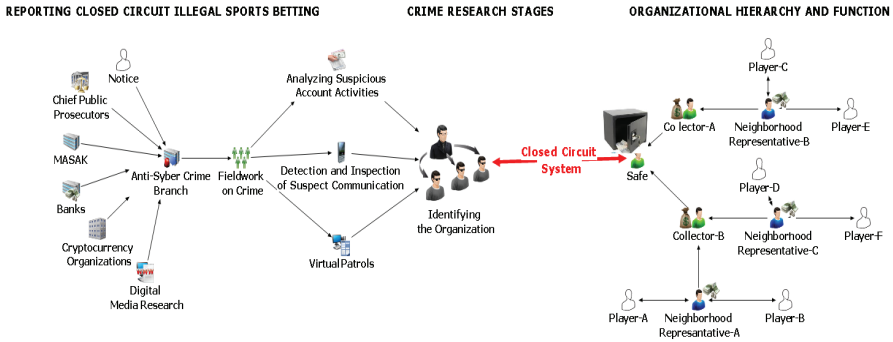 REPORTING CLOSED CIRCUIT ILLEGAL SPORTS BETTING
CRIME RESEARCH STAGES
ORGANIZATIONAL HIERARCHY AND FUNCTION
Notice
Chief Public
Prosecutors
MASAK
Banks
Cryptocurrency
Organizations
Digital
Media Research
Anti-Syber Crime
Branch
Fieldwork
on Crime
Analyzing Suspicious
Account Activities
Detection and Inspection
of Suspect Communication
Virtual Patrols
Identifying
the Organization
Closed Circuit
System
Safe
Player-C
Collector-A
Neighborhood
Representative-B
Player-E
Player-D
Collector-B
Neighborhood
Representative-C
Player-F
Player-A
Neighborhood
Represantative-A
Player-B